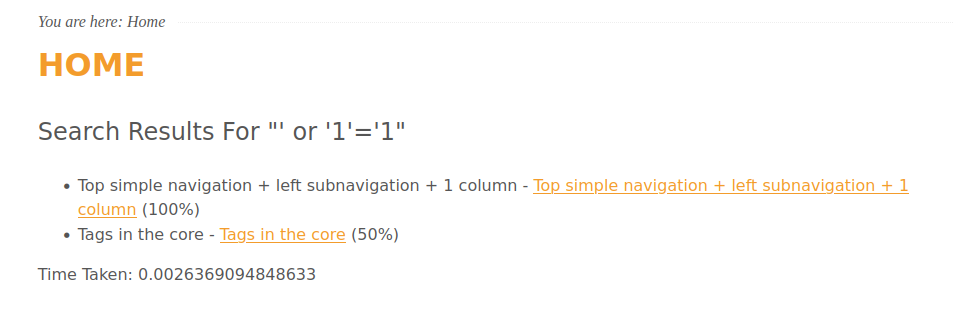 You are here: Home
HOME
Search Results For "' or '1'='1"
• Top simple navigation + left subnavigation + 1 column - Top simple navigation + left subnavigation + 1
column (100%)
• Tags in the core - Tags in the core (50%)
Time Taken: 0.0026369094848633